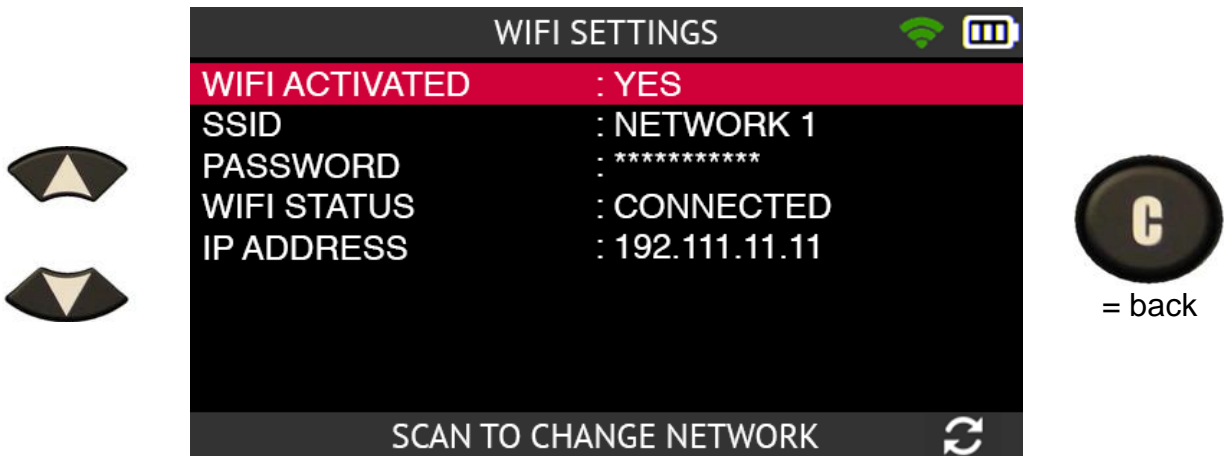 WIFI SETTINGS
WIFI ACTIVATED : YES
SSID : NETWORK 1
PASSWORD : ***********
WIFI STATUS : CONNECTED
IP ADDRESS : 192.111.11.11
C
= back
SCAN TO CHANGE NETWORK